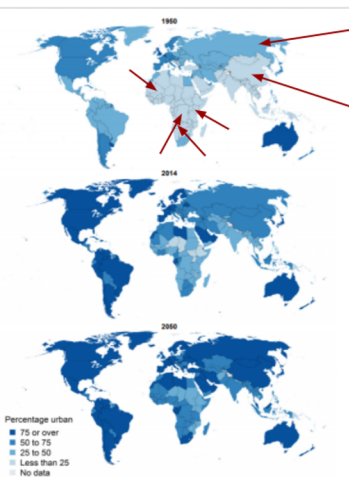 1950
2014
2050
Percentage urban
75 or over
50 to 75
25 to 50
Less than 25
No data